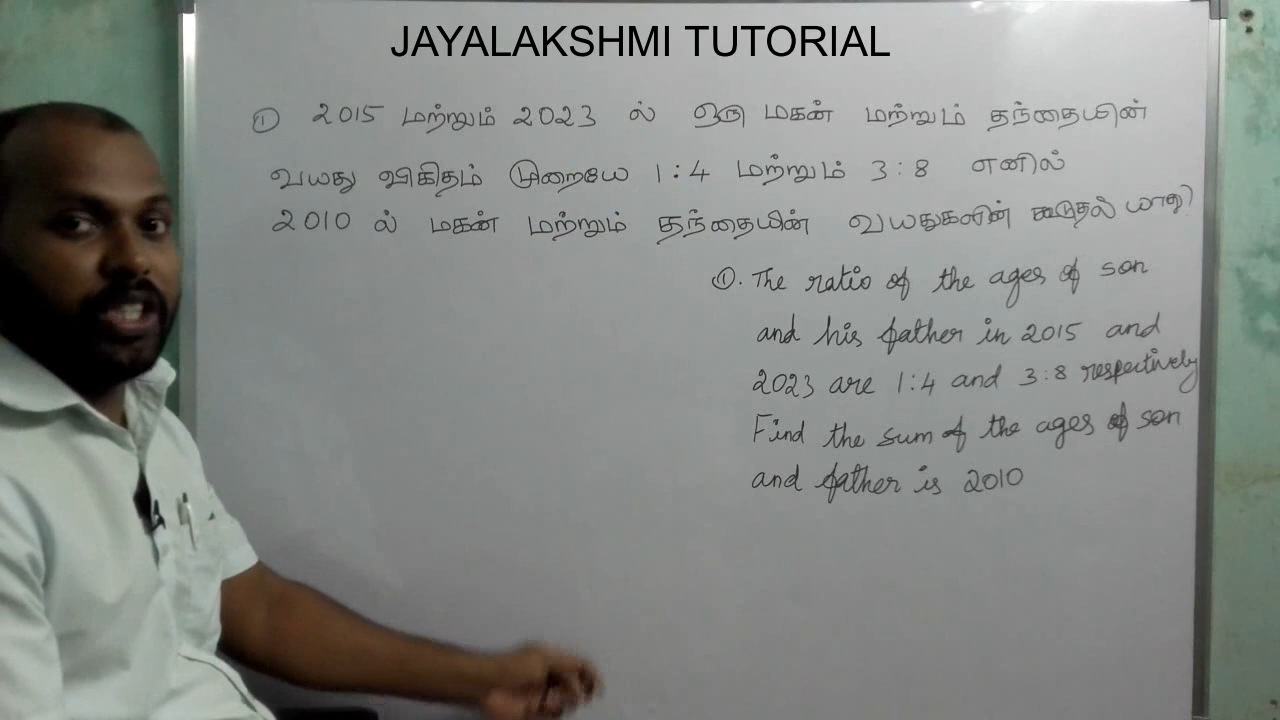 JAYALAKSHMI TUTORIAL
① 2015 மற்றும் 2023 ல் ஒரு மகன் மற்றும் தந்தையின்
வயது விகிதம் முறையே 1:4 மற்றும் 3:8 எனில்
2010 ல் மகன் மற்றும் தந்தையின் வயதுகளின் கூடுதல் யாது?
①. The ratio of the ages of son
and his father in 2015 and
2023 are 1:4 and 3:8 respectively
Find the sum of the ages of son
and father is 2010